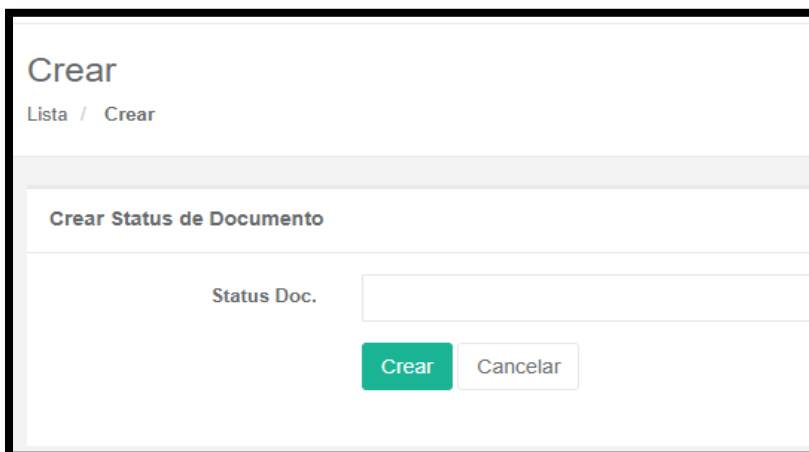 Crear
Lista / Crear
Crear Status de Documento
Status Doc.
Crear Cancelar